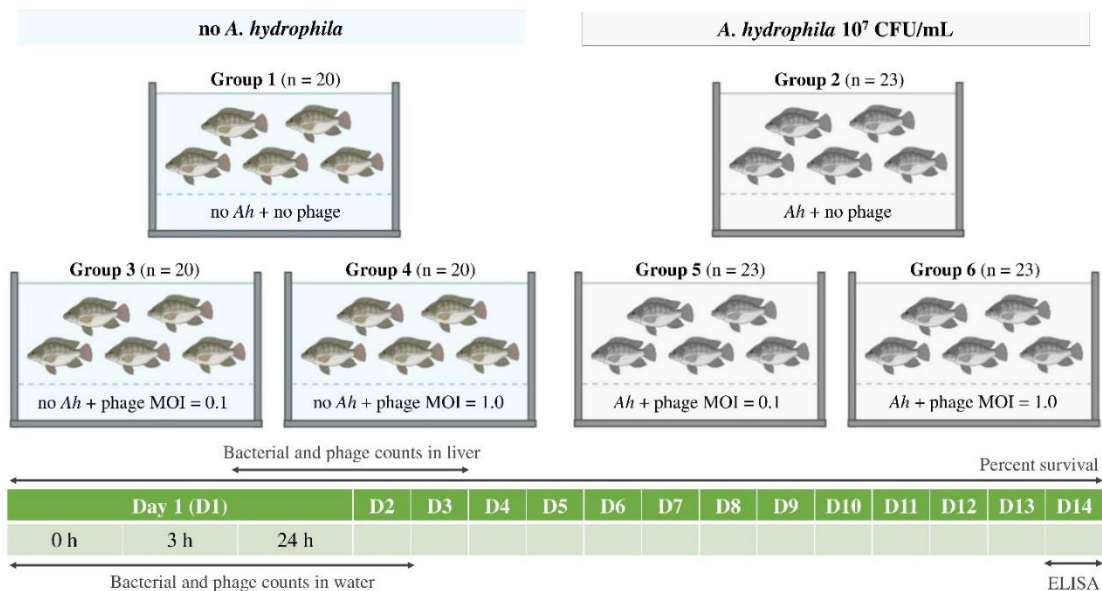 no A. hydrophila
A. hydrophila 10⁷ CFU/mL
Group 1 (n = 20)
no Ah + no phage
Group 2 (n = 23)
Ah + no phage
Group 3 (n = 20)
no Ah + phage MOI = 0.1
Group 4 (n = 20)
no Ah + phage MOI = 1.0
Group 5 (n = 23)
Ah + phage MOI = 0.1
Group 6 (n = 23)
Ah + phage MOI = 1.0
Bacterial and phage counts in liver
Percent survival
Day 1 (D1) D2 D3 D4 D5 D6 D7 D8 D9 D10 D11 D12 D13 D14
0 h 3 h 24 h
Bacterial and phage counts in water
ELISA